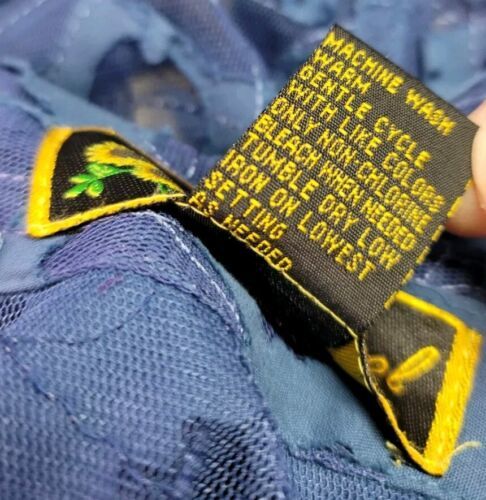 MACHINE WASH
WARM
GENTLE CYCLE
WITH LIKE COLORS
ONLY NON CHLORINE
BLEACH WHEN NEEDED
TUMBLE DRY LOW
IRON ON LOWEST
SETTING
AS NEEDED